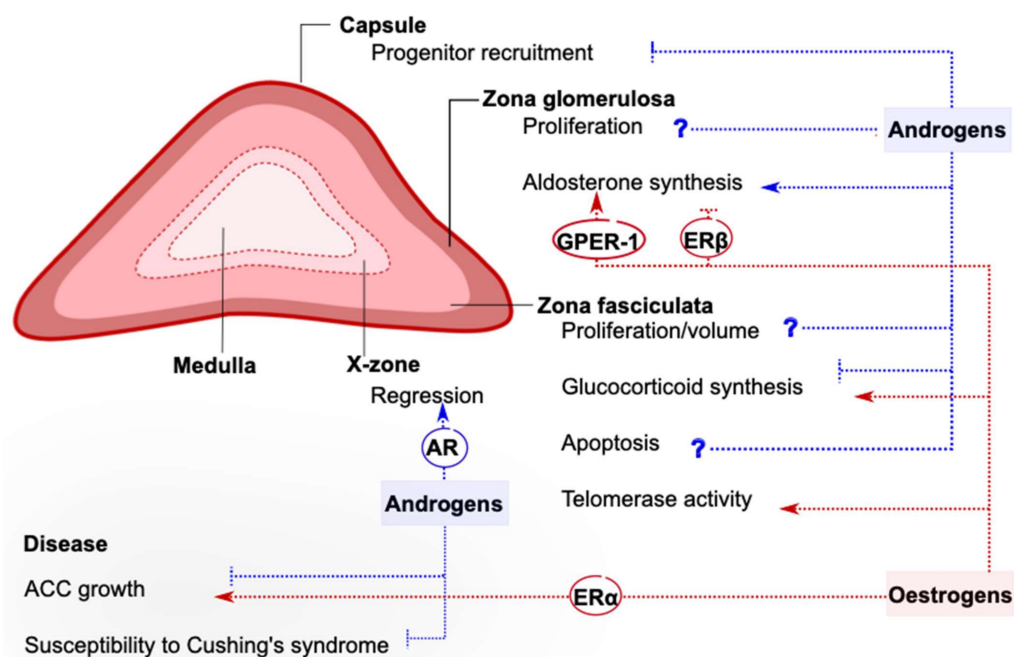 Capsule
Progenitor recruitment
Zona glomerulosa
Proliferation ?
Androgens
Aldosterone synthesis
GPER-1 ERβ
Zona fasciculata
Proliferation/volume ?
Medulla X-zone
Regression
Glucocorticoid synthesis
AR
Apoptosis ?
Androgens
Telomerase activity
Disease
ACC growth
ERα
Oestrogens
Susceptibility to Cushing's syndrome